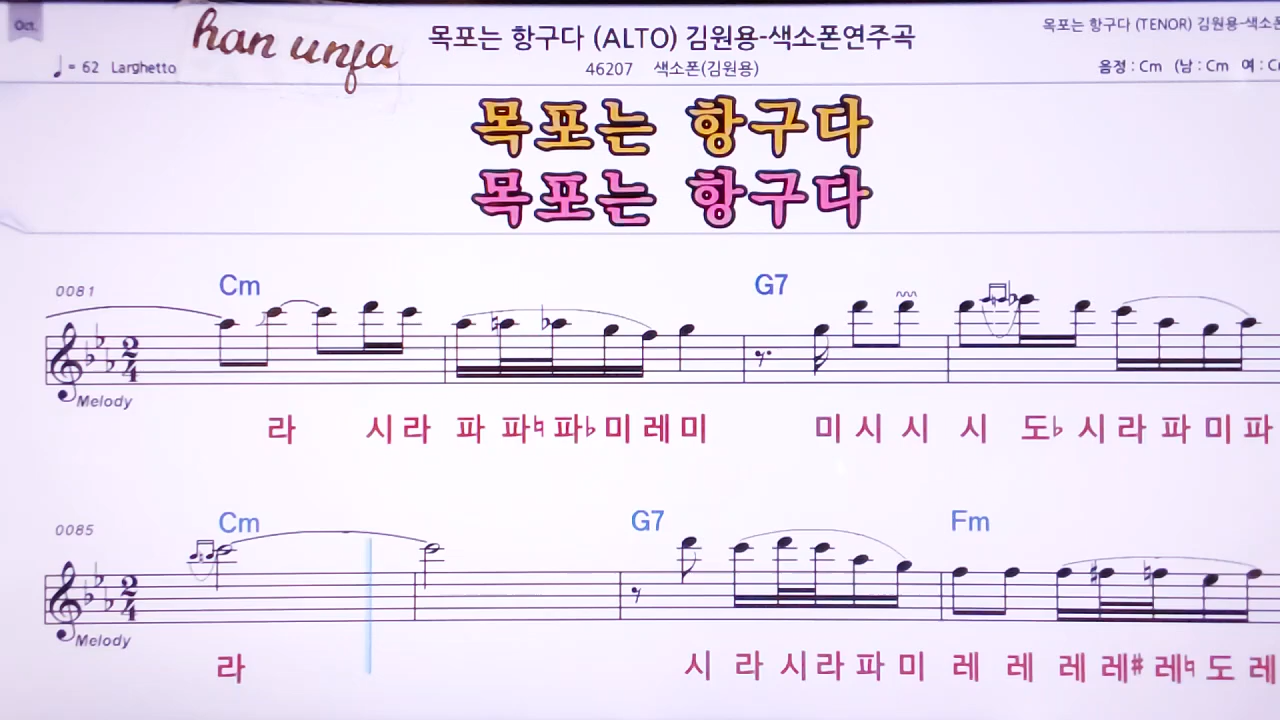 Oct.
han unja
목포는 항구다 (ALTO) 김원용-색소폰연주곡
목포는 항구다 (TENOR) 김원용-색소폰
♩= 62 Larghetto
46207 색소폰(김원용)
음정 : Cm (남 : Cm 여 : Cm
목포는 항구다
목포는 항구다
0081 Cm G7
2/4
Melody
라 시 라 파 파♮ 파♭ 미 레 미 미 시 시 시 도♭ 시 라 파 미 파
0085 Cm G7 Fm
2/4
Melody
라 시 라 시 라 파 미 레 레 레 레# 레♮ 도 레